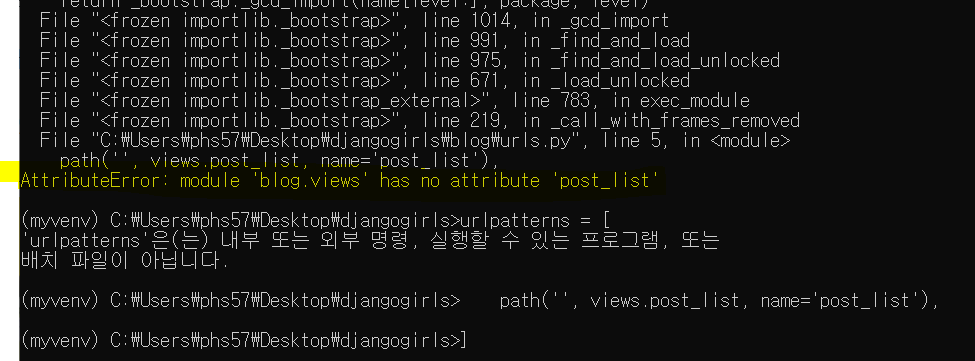 return _bootstrap._gcd_import(name[level:], package, level)
File "<frozen importlib._bootstrap>", line 1014, in _gcd_import
File "<frozen importlib._bootstrap>", line 991, in _find_and_load
File "<frozen importlib._bootstrap>", line 975, in _find_and_load_unlocked
File "<frozen importlib._bootstrap>", line 671, in _load_unlocked
File "<frozen importlib._bootstrap_external>", line 783, in exec_module
File "<frozen importlib._bootstrap>", line 219, in _call_with_frames_removed
File "C:₩Users₩phs57₩Desktop₩djangogirls₩blog₩urls.py", line 5, in <module>
path('', views.post_list, name='post_list'),
AttributeError: module 'blog.views' has no attribute 'post_list'
(myvenv) C:₩Users₩phs57₩Desktop₩djangogirls>urlpatterns = [
'urlpatterns'은(는) 내부 또는 외부 명령, 실행할 수 있는 프로그램, 또는
배치 파일이 아닙니다.
(myvenv) C:₩Users₩phs57₩Desktop₩djangogirls>    path('', views.post_list, name='post_list'),
(myvenv) C:₩Users₩phs57₩Desktop₩djangogirls>]